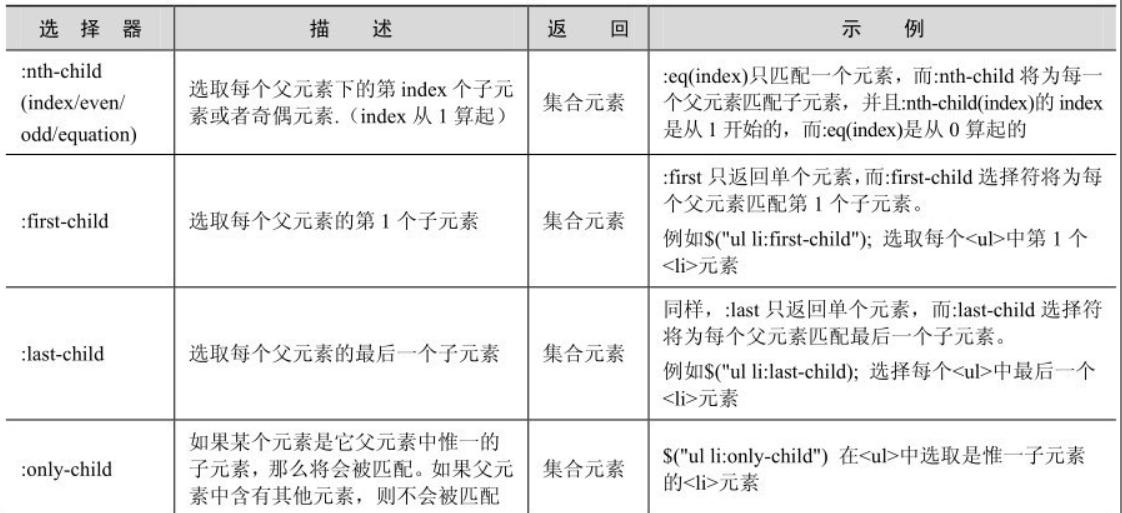 选 择 器 描 述 返 回 示 例
:nth-child
(index/even/
odd/equation)
选取每个父元素下的第 index 个子元
素或者奇偶元素.（index 从 1 算起）
集合元素
:eq(index)只匹配一个元素，而:nth-child 将为每一
个父元素匹配子元素，并且:nth-child(index)的 index
是从 1 开始的，而:eq(index)是从 0 算起的
:first-child
选取每个父元素的第 1 个子元素
集合元素
:first 只返回单个元素，而:first-child 选择符将为每
个父元素匹配第 1 个子元素。
例如$("ul li:first-child"); 选取每个<ul>中第 1 个
<li>元素
:last-child
选取每个父元素的最后一个子元素
集合元素
同样，:last 只返回单个元素，而:last-child 选择符
将为每个父元素匹配最后一个子元素。
例如$("ul li:last-child); 选择每个<ul>中最后一个
<li>元素
:only-child
如果某个元素是它父元素中惟一的
子元素，那么将会被匹配。如果父元
素中含有其他元素，则不会被匹配
集合元素
$("ul li:only-child") 在<ul>中选取是惟一子元素
的<li>元素